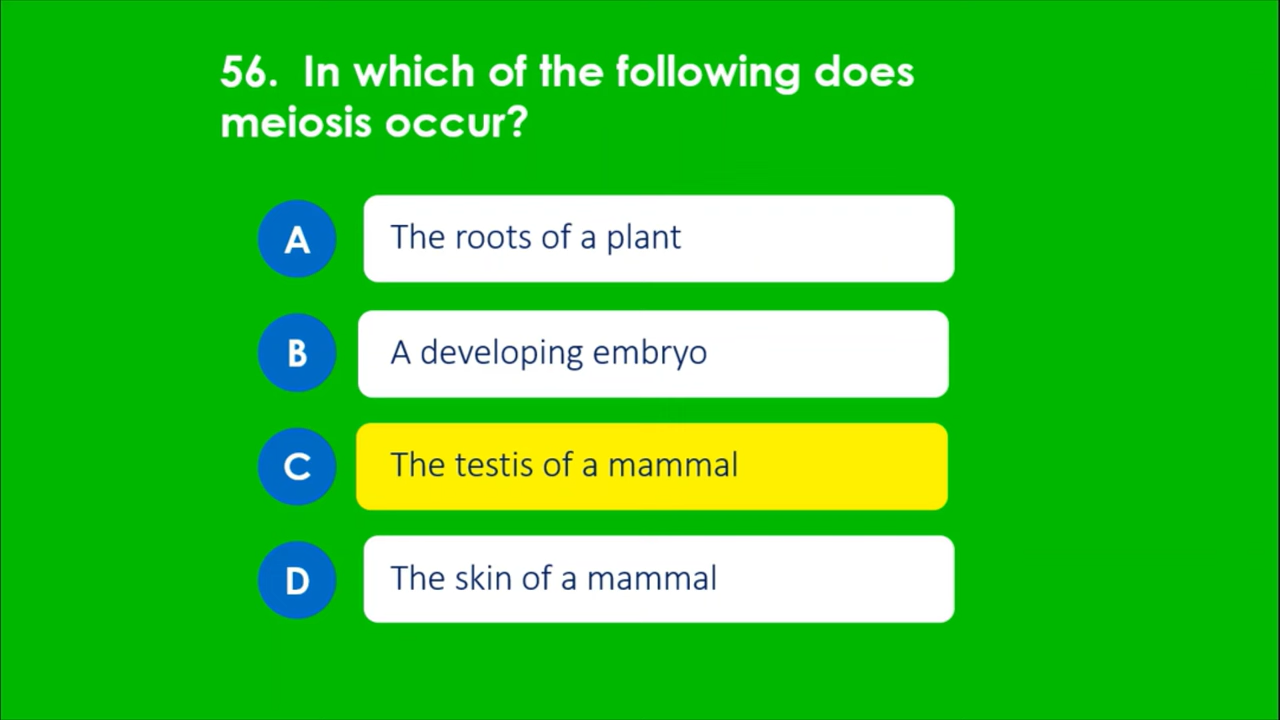 56. In which of the following does
meiosis occur?
A The roots of a plant
B A developing embryo
C The testis of a mammal
D The skin of a mammal